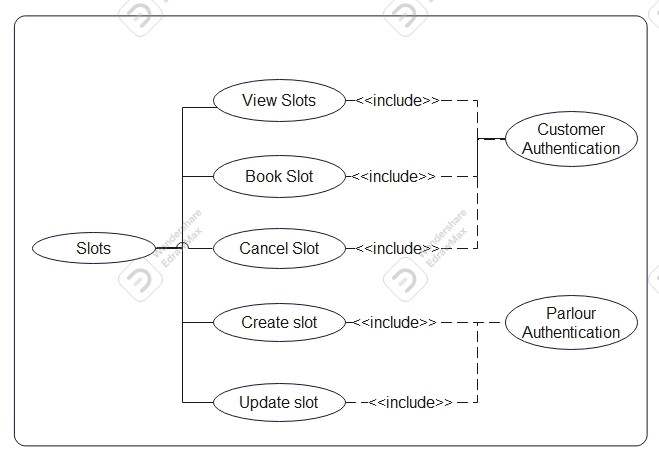 View Slots
<<include>>
Customer
Authentication
Book Slot
<<include>>
Slots
Cancel Slot
<<include>>
Wondershare
EdrawMax
Wondershare
EdrawMax
Create slot
<<include>>
Parlour
Authentication
Update slot
<<include>>